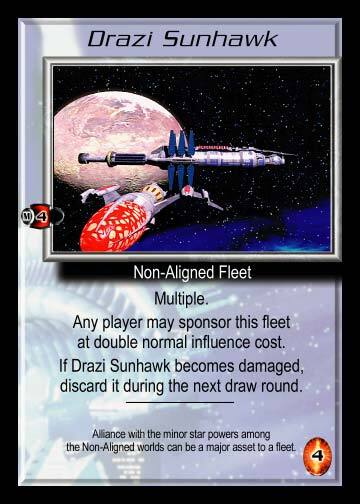 Drazi Sunhawk
4
Non-Aligned Fleet
Multiple.
Any player may sponsor this fleet
at double normal influence cost.
If Drazi Sunhawk becomes damaged,
discard it during the next draw round.
Alliance with the minor star powers among
the Non-Aligned worlds can be a major asset to a fleet.
4